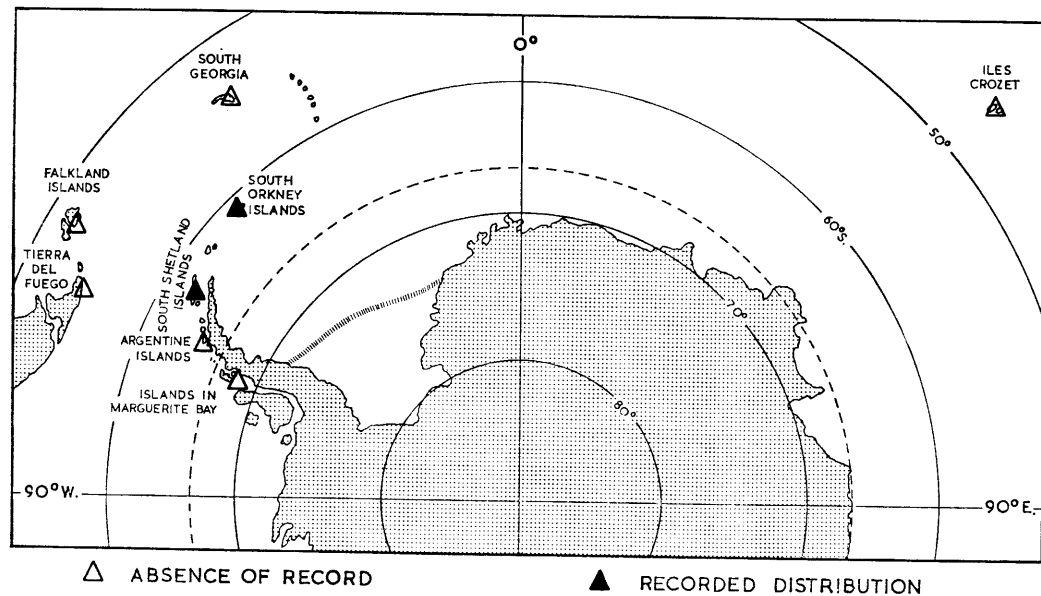 0°
SOUTH
GEORGIA
ILES
CROZET
50°
FALKLAND
ISLANDS
SOUTH
ORKNEY
ISLANDS
60°S.
TIERRA
DEL
FUEGO
SOUTH SHETLAND
ISLANDS
70°
ARGENTINE
ISLANDS
ISLANDS IN
MARGUERITE BAY
80°
90°W.
90°E.
ABSENCE OF RECORD
RECORDED DISTRIBUTION